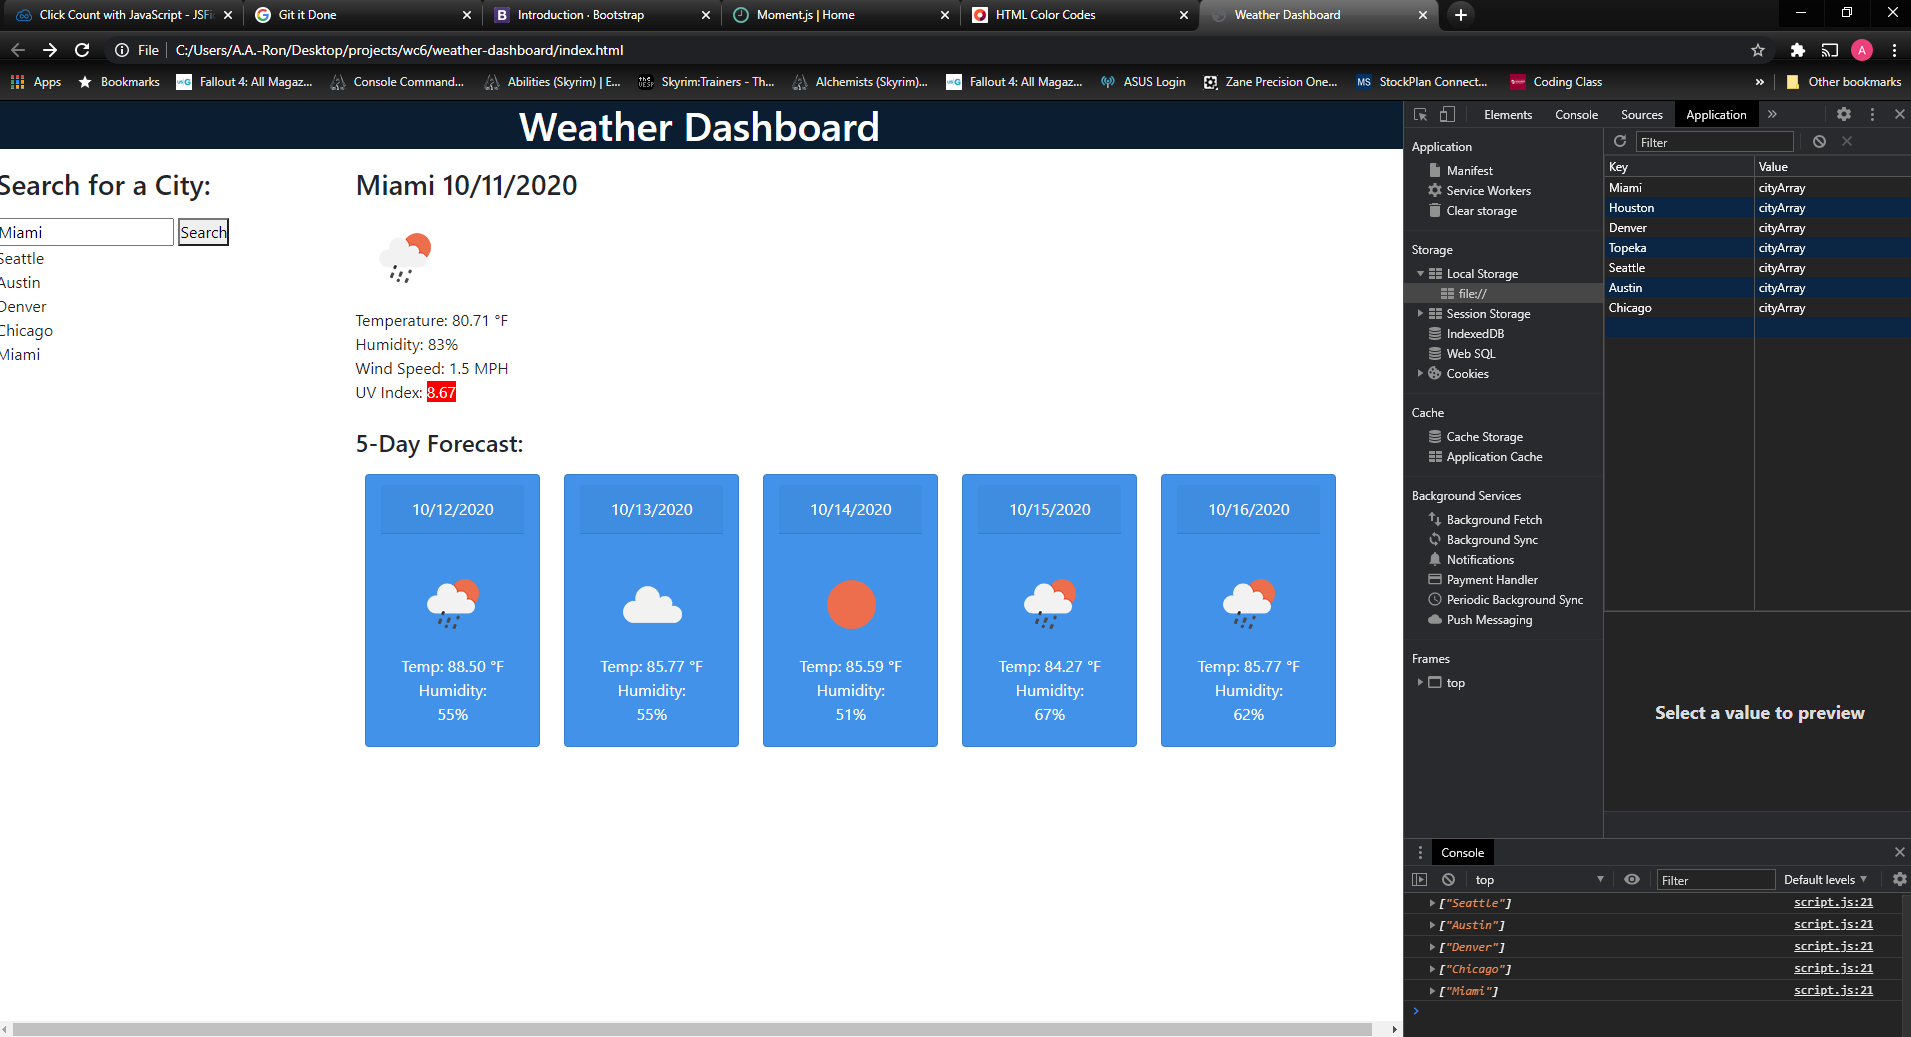 Click Count with JavaScript - JSFi
Git it Done
Introduction · Bootstrap
Moment.js | Home
HTML Color Codes
Weather Dashboard
File
C:/Users/A.A.-Ron/Desktop/projects/wc6/weather-dashboard/index.html
A
Apps
Bookmarks
Fallout 4: All Magaz...
Console Command...
Abilities (Skyrim) | E...
Skyrim:Trainers - Th...
Alchemists (Skyrim)...
Fallout 4: All Magaz...
ASUS Login
Zane Precision One...
MS StockPlan Connect...
Coding Class
»
Other bookmarks
Weather Dashboard
Search for a City:
Miami
Search
Seattle
Austin
Denver
Chicago
Miami
Miami 10/11/2020
Temperature: 80.71 °F
Humidity: 83%
Wind Speed: 1.5 MPH
UV Index: 8.67
5-Day Forecast:
10/12/2020
Temp: 88.50 °F
Humidity:
55%
10/13/2020
Temp: 85.77 °F
Humidity:
55%
10/14/2020
Temp: 85.59 °F
Humidity:
51%
10/15/2020
Temp: 84.27 °F
Humidity:
67%
10/16/2020
Temp: 85.77 °F
Humidity:
62%
Elements
Console
Sources
Application
»
Application
Manifest
Service Workers
Clear storage
Storage
Local Storage
file://
Session Storage
IndexedDB
Web SQL
Cookies
Cache
Cache Storage
Application Cache
Background Services
Background Fetch
Background Sync
Notifications
Payment Handler
Periodic Background Sync
Push Messaging
Frames
top
Filter
Key Value
Miami cityArray
Houston cityArray
Denver cityArray
Topeka cityArray
Seattle cityArray
Austin cityArray
Chicago cityArray
Select a value to preview
Console
top
Filter
Default levels
["Seattle"] script.js:21
["Austin"] script.js:21
["Denver"] script.js:21
["Chicago"] script.js:21
["Miami"] script.js:21